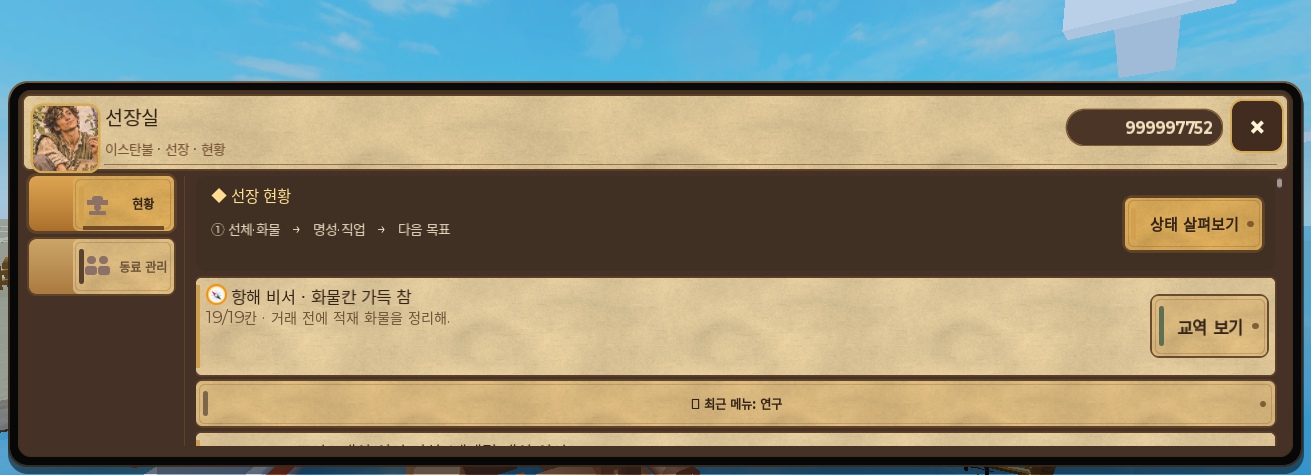 선장실
999997752
×
이스탄불 · 선장 · 현황
현황
동료 관리
◆ 선장 현황
① 선체·화물 → 명성·직업 → 다음 목표
상태 살펴보기
항해 비서 · 화물칸 가득 참
19/19칸 · 거래 전에 적재 화물을 정리해.
교역 보기
최근 메뉴: 연구